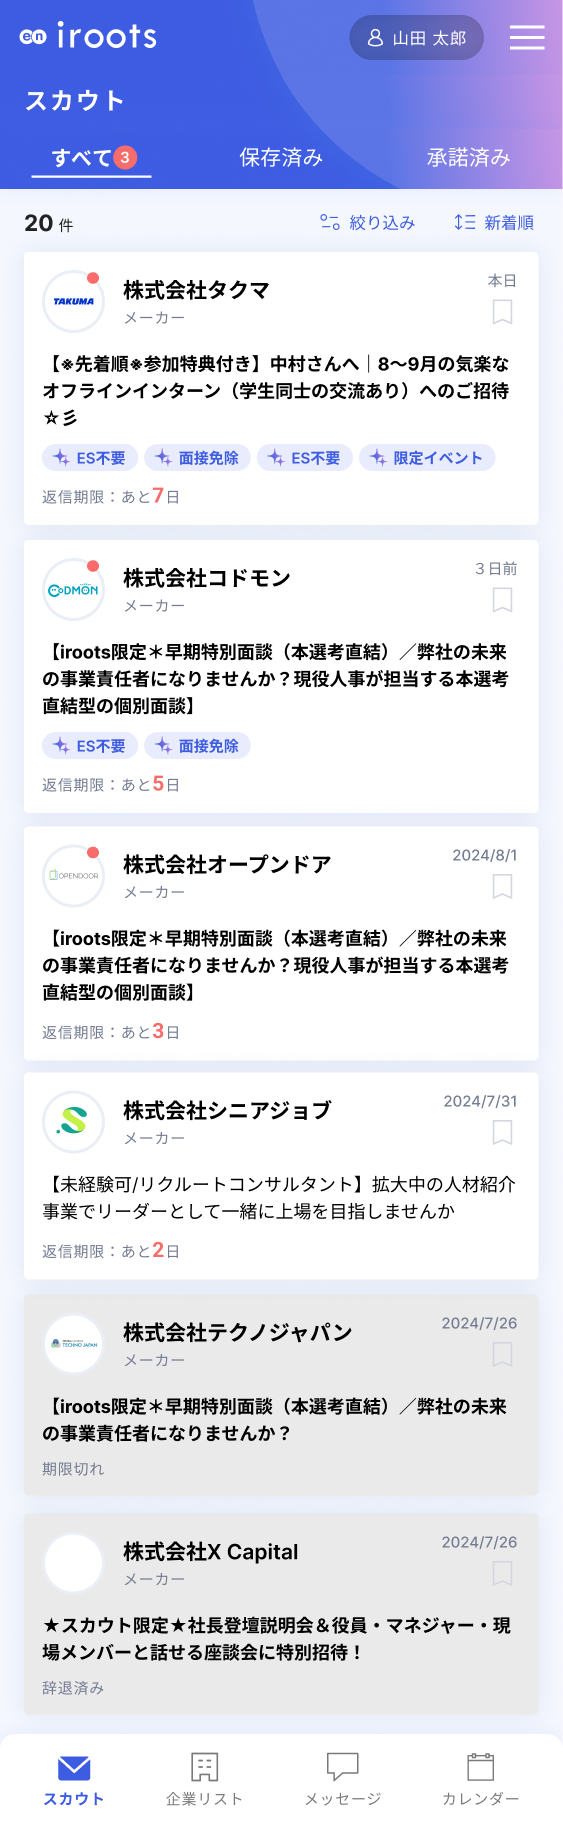 en iroots
山田 太郎
スカウト
すべて 3
保存済み
承諾済み
20 件
絞り込み
新着順
TAKUMA
株式会社タクマ
メーカー
本日
【※先着順※参加特典付き】中村さんへ｜8〜9月の気楽な
オフラインインターン（学生同士の交流あり）へのご招待
☆彡
ES不要
面接免除
ES不要
限定イベント
返信期限：あと7日
CoDMON
株式会社コドモン
メーカー
３日前
【iroots限定＊早期特別面談（本選考直結）／弊社の未来
の事業責任者になりませんか？現役人事が担当する本選考
直結型の個別面談】
ES不要
面接免除
返信期限：あと5日
OPENDOOR
株式会社オープンドア
メーカー
2024/8/1
【iroots限定＊早期特別面談（本選考直結）／弊社の未来
の事業責任者になりませんか？現役人事が担当する本選考
直結型の個別面談】
返信期限：あと3日
株式会社シニアジョブ
メーカー
2024/7/31
【未経験可/リクルートコンサルタント】拡大中の人材紹介
事業でリーダーとして一緒に上場を目指しませんか
返信期限：あと2日
TECHNO JAPAN
株式会社テクノジャパン
メーカー
2024/7/26
【iroots限定＊早期特別面談（本選考直結）／弊社の未来
の事業責任者になりませんか？
期限切れ
株式会社X Capital
メーカー
2024/7/26
★スカウト限定★社長登壇説明会＆役員・マネジャー・現
場メンバーと話せる座談会に特別招待！
辞退済み
スカウト
企業リスト
メッセージ
カレンダー